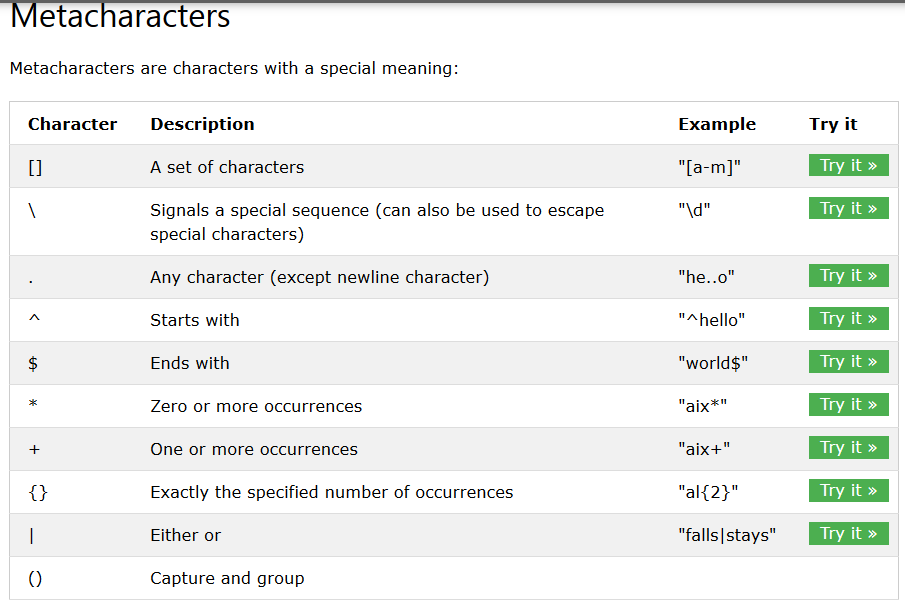 Metacharacters
Metacharacters are characters with a special meaning:
Character Description Example Try it
[] A set of characters "[a-m]" Try it »
\ Signals a special sequence (can also be used to escape "\d" Try it »
special characters)
. Any character (except newline character) "he..o" Try it »
^ Starts with "^hello" Try it »
$ Ends with "world$" Try it »
* Zero or more occurrences "aix*" Try it »
+ One or more occurrences "aix+" Try it »
{} Exactly the specified number of occurrences "al{2}" Try it »
| Either or "falls|stays" Try it »
() Capture and group